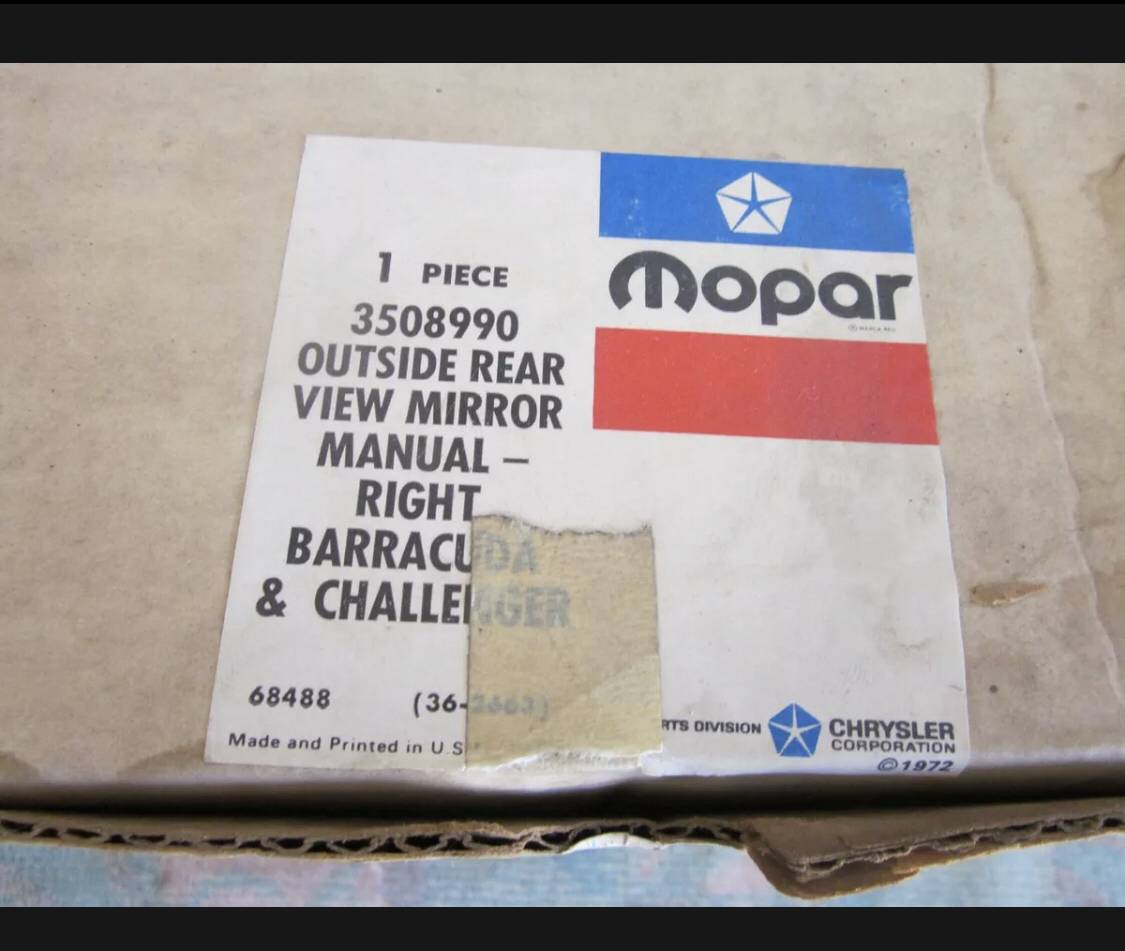 1 PIECE
3508990
OUTSIDE REAR
VIEW MIRROR
MANUAL –
RIGHT
BARRACUDA
& CHALLENGER
68488 (36-
Made and Printed in U.S
mopar
RTS DIVISION
CHRYSLER
CORPORATION
©1972